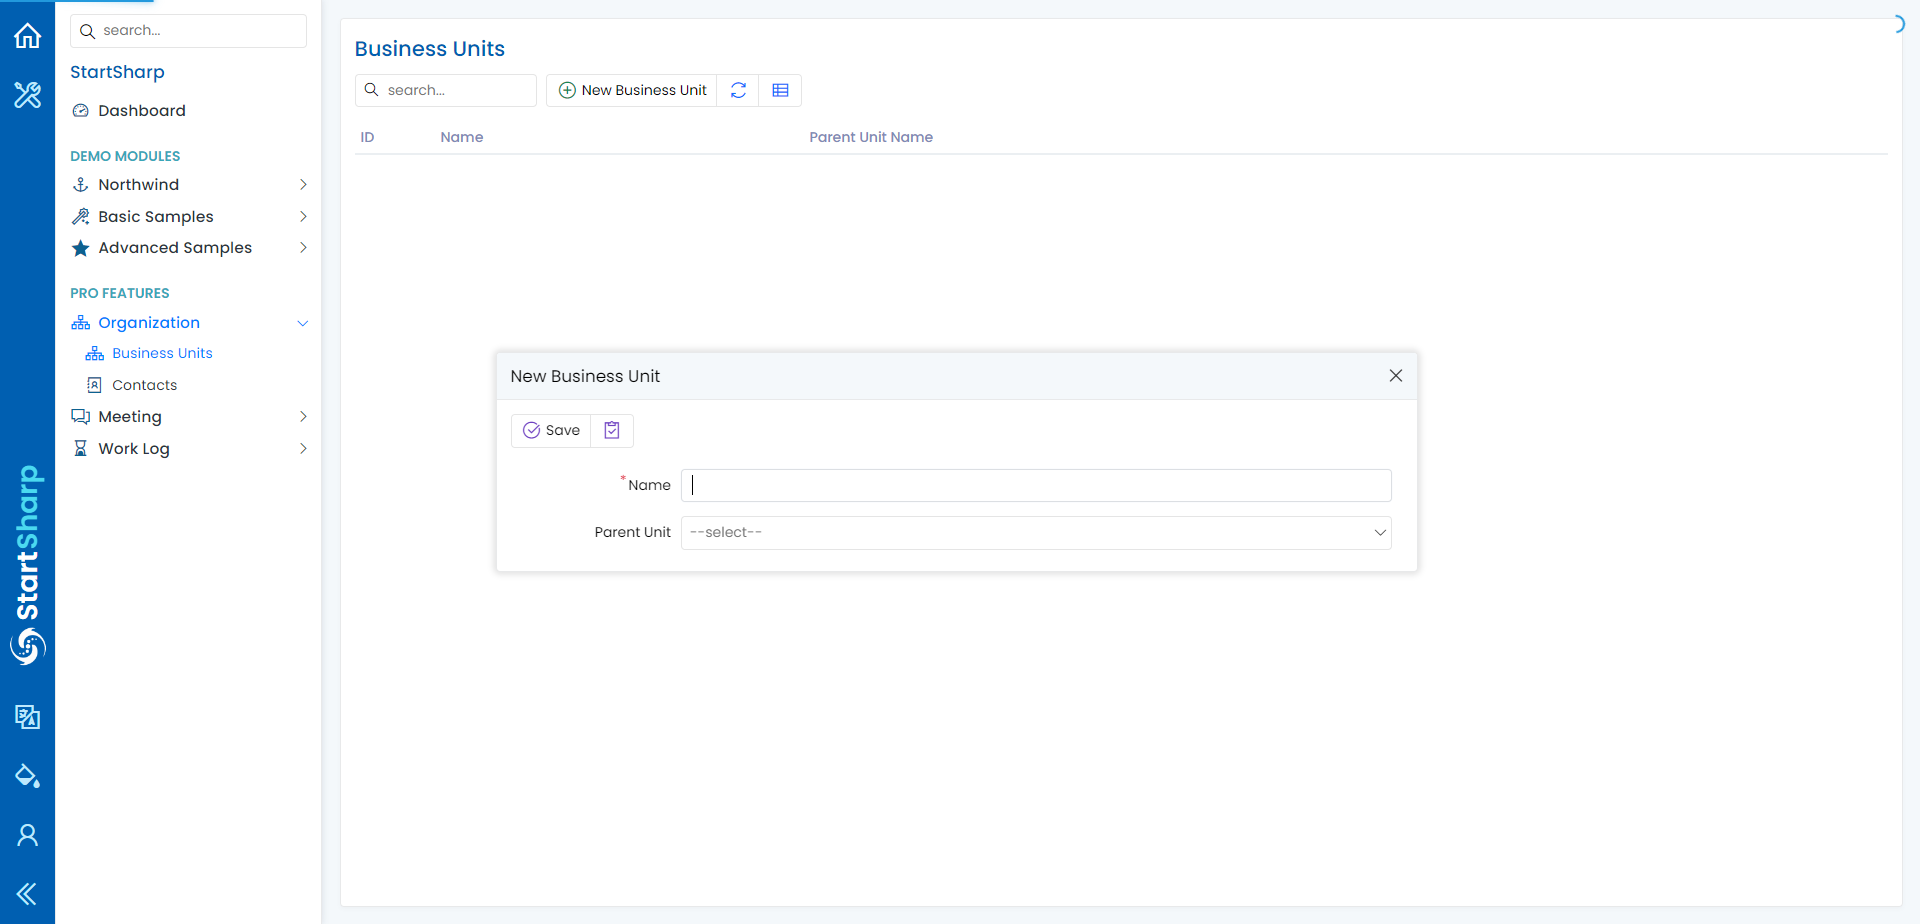 search...
StartSharp
Dashboard
DEMO MODULES
Northwind
Basic Samples
Advanced Samples
PRO FEATURES
Organization
Business Units
Contacts
Meeting
Work Log
StartSharp
Business Units
search...
New Business Unit
ID Name Parent Unit Name
New Business Unit
Save
*Name
Parent Unit --select--